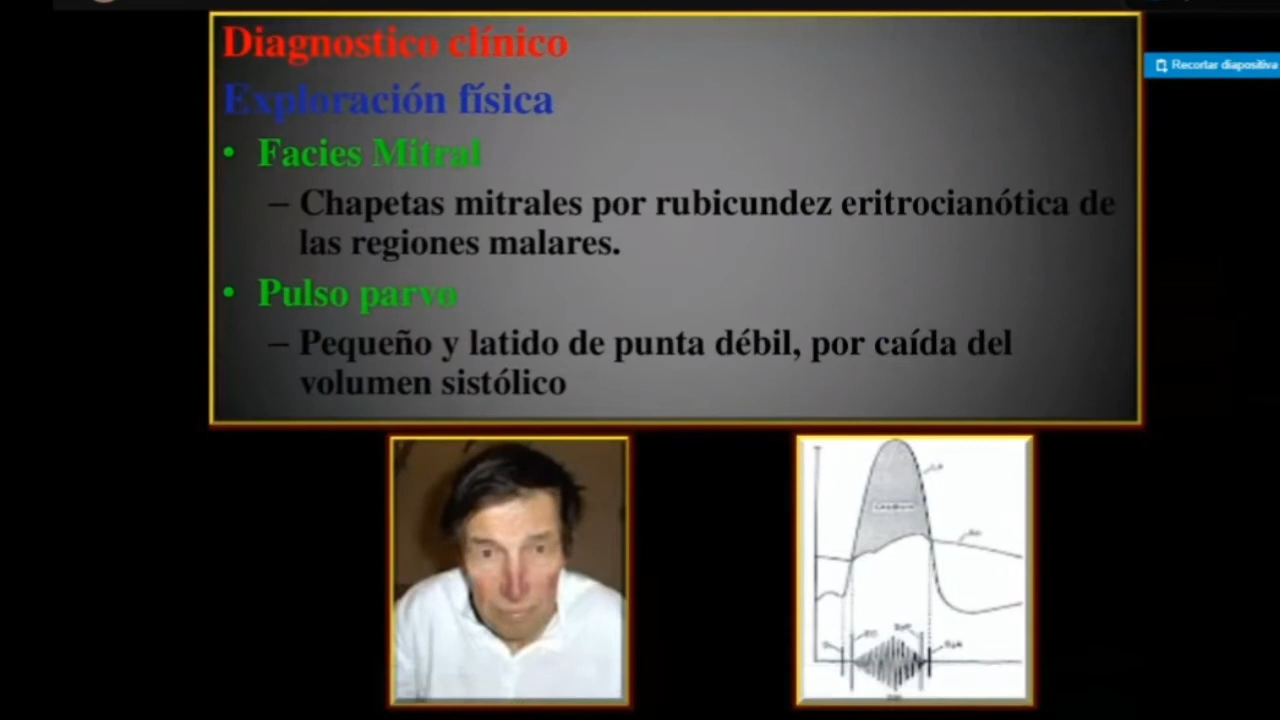 Diagnostico clínico
Recortar diapositiva
Exploración física
• Facies Mitral
– Chapetas mitrales por rubicundez eritrocianótica de
las regiones malares.
• Pulso parvo
– Pequeño y latido de punta débil, por caída del
volumen sistólico